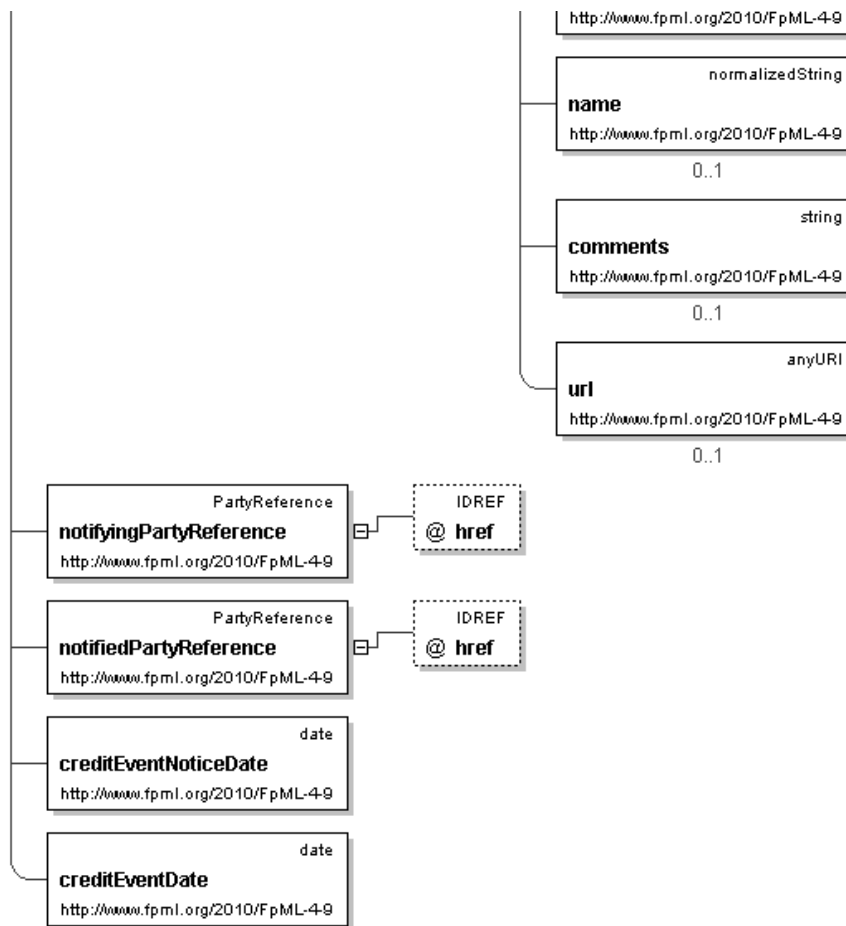 http://www.fpml.org/2010/FpML-4-9
normalizedString
name
http://www.fpml.org/2010/FpML-4-9
0..1
string
comments
http://www.fpml.org/2010/FpML-4-9
0..1
anyURI
url
http://www.fpml.org/2010/FpML-4-9
0..1
PartyReference
notifyingPartyReference
http://www.fpml.org/2010/FpML-4-9
IDREF
@ href
PartyReference
notifiedPartyReference
http://www.fpml.org/2010/FpML-4-9
IDREF
@ href
date
creditEventNoticeDate
http://www.fpml.org/2010/FpML-4-9
date
creditEventDate
http://www.fpml.org/2010/FpML-4-9